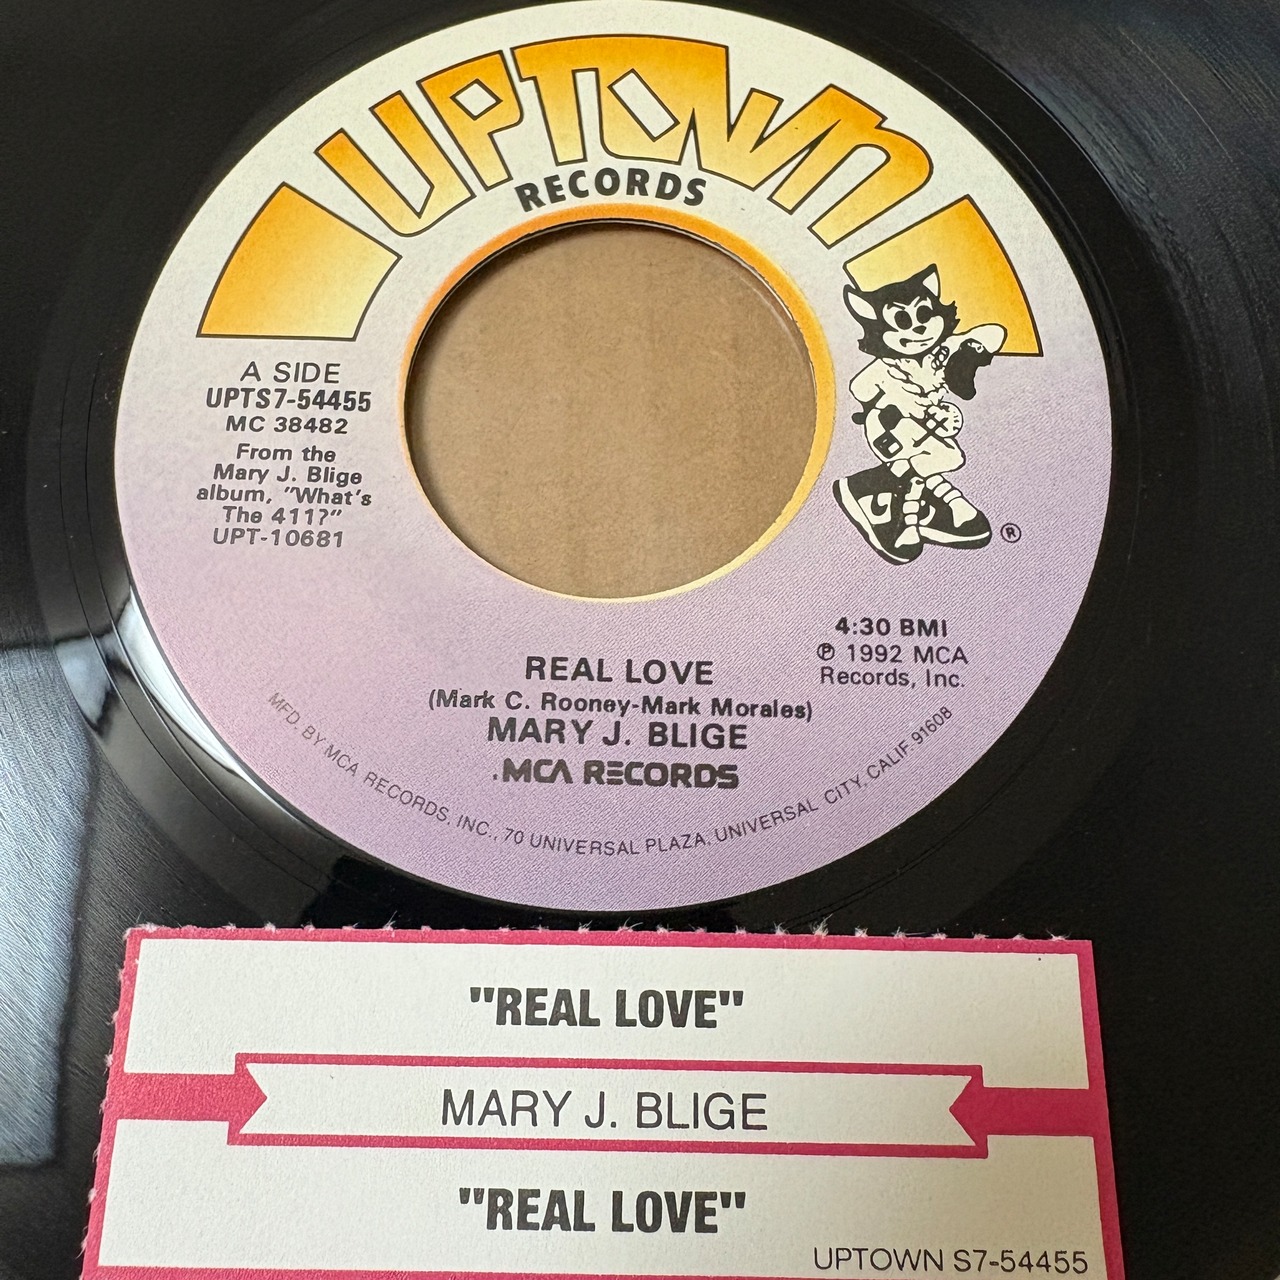 UPTOWN
RECORDS
A SIDE
UPTS7-54455
MC 38482
From the
Mary J. Blige
album, "What's
The 411?"
UPT-10681
®
4:30 BMI
℗ 1992 MCA
Records, Inc.
REAL LOVE
(Mark C. Rooney-Mark Morales)
MARY J. BLIGE
.MCA RECORDS
MFD. BY MCA RECORDS, INC., 70 UNIVERSAL PLAZA, UNIVERSAL CITY, CALIF. 91608
"REAL LOVE"
MARY J. BLIGE
"REAL LOVE"
UPTOWN S7-54455